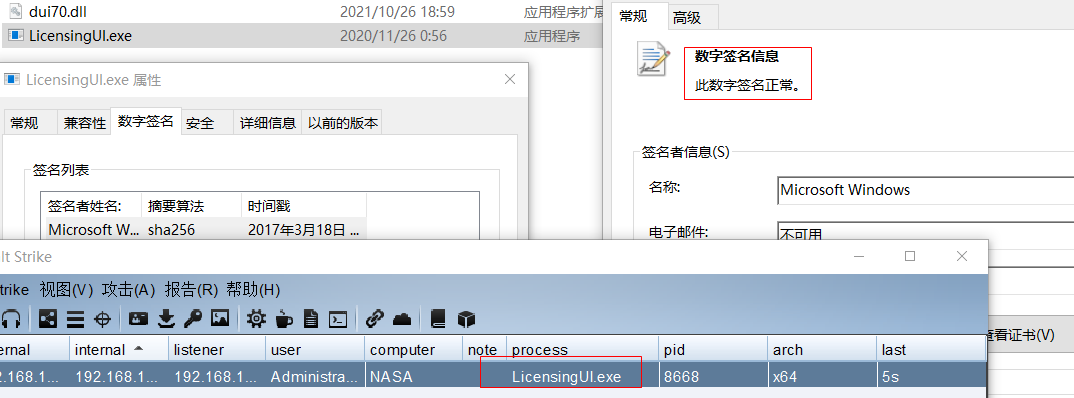 dui70.dll 2021/10/26 18:59 应用程序扩展
LicensingUI.exe 2020/11/26 0:56 应用程序
LicensingUI.exe 属性
常规 兼容性 数字签名 安全 详细信息 以前的版本
签名列表
签名者姓名: 摘要算法 时间戳
Microsoft W... sha256 2017年3月18日 ...
常规 高级
数字签名信息
此数字签名正常。
签名者信息(S)
名称: Microsoft Windows
电子邮件: 不可用
查看证书(V)
lt Strike
trike 视图(V) 攻击(A) 报告(R) 帮助(H)
ernal internal listener user computer note process pid arch last
2.168.1... 192.168.1... 192.168.1... Administra... NASA LicensingUI.exe 8668 x64 5s